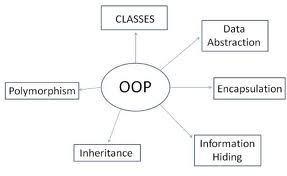 CLASSES
Data
Abstraction
Polymorphism
OOP
Encapsulation
Inheritance
Information
Hiding